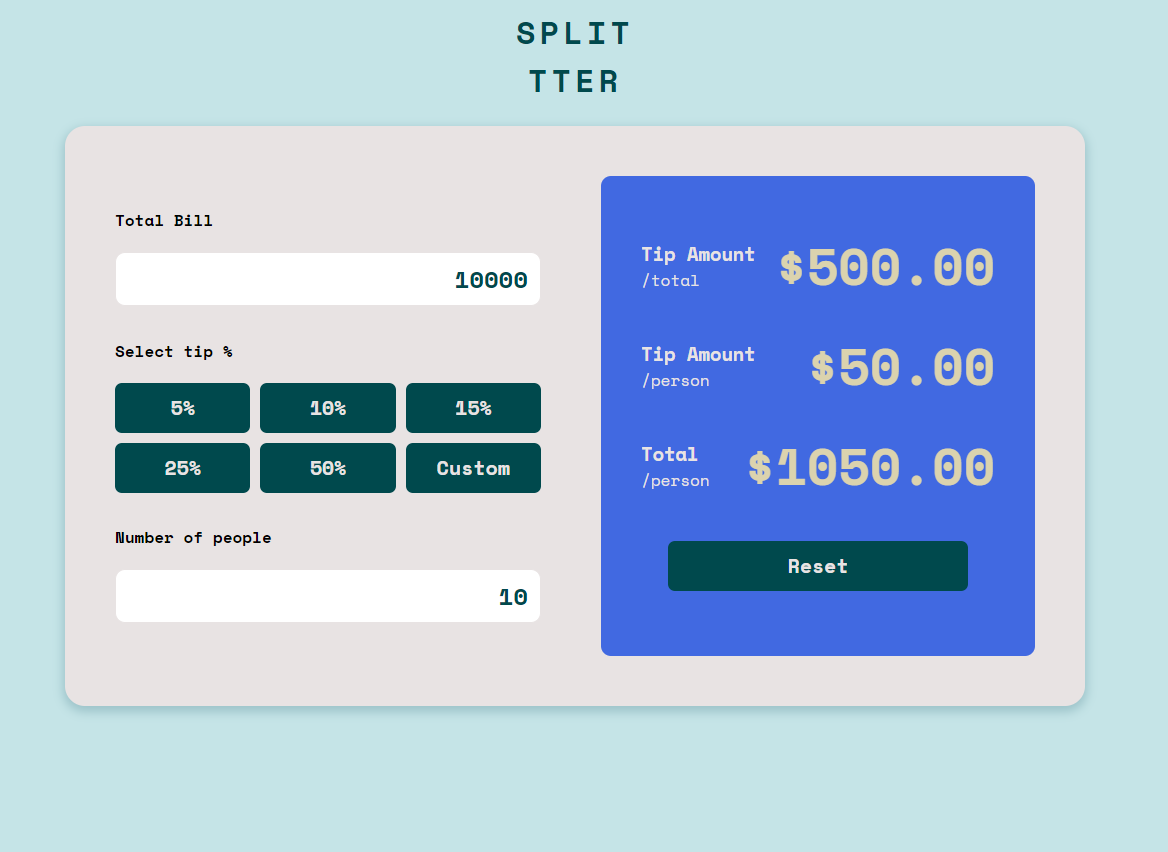 SPLIT
TTER
Total Bill
10000
Select tip %
5% 10% 15%
25% 50% Custom
Number of people
10
Tip Amount
/total
$500.00
Tip Amount
/person
$50.00
Total
/person
$1050.00
Reset